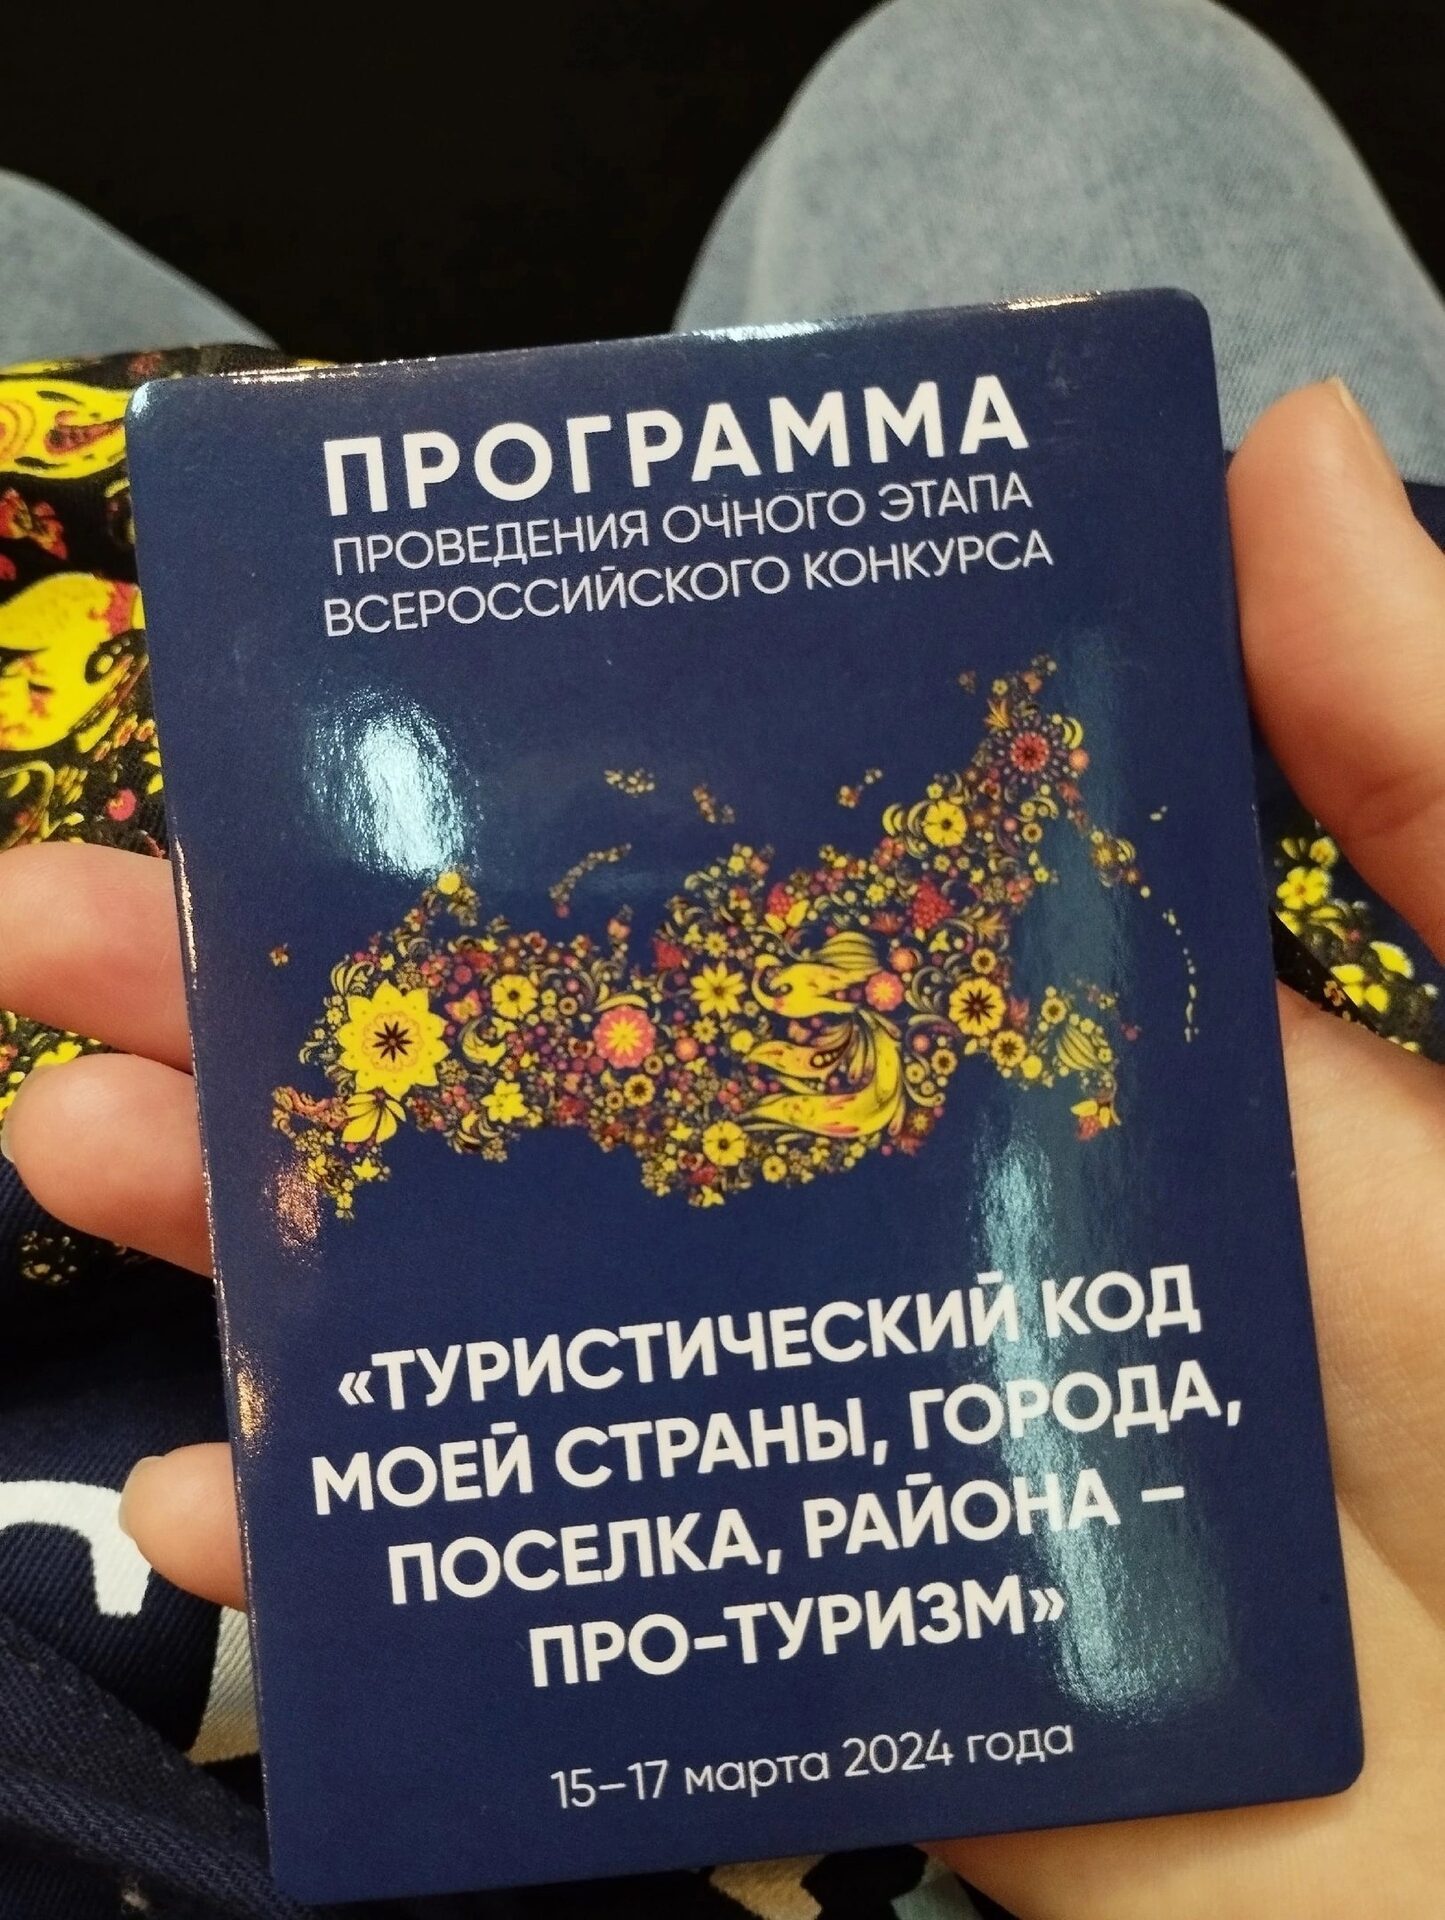 ПРОГРАММА
ПРОВЕДЕНИЯ ОЧНОГО ЭТАПА
ВСЕРОССИЙСКОГО КОНКУРСА
«ТУРИСТИЧЕСКИЙ КОД
МОЕЙ СТРАНЫ, ГОРОДА,
ПОСЕЛКА, РАЙОНА –
ПРО-ТУРИЗМ»
15–17 марта 2024 года